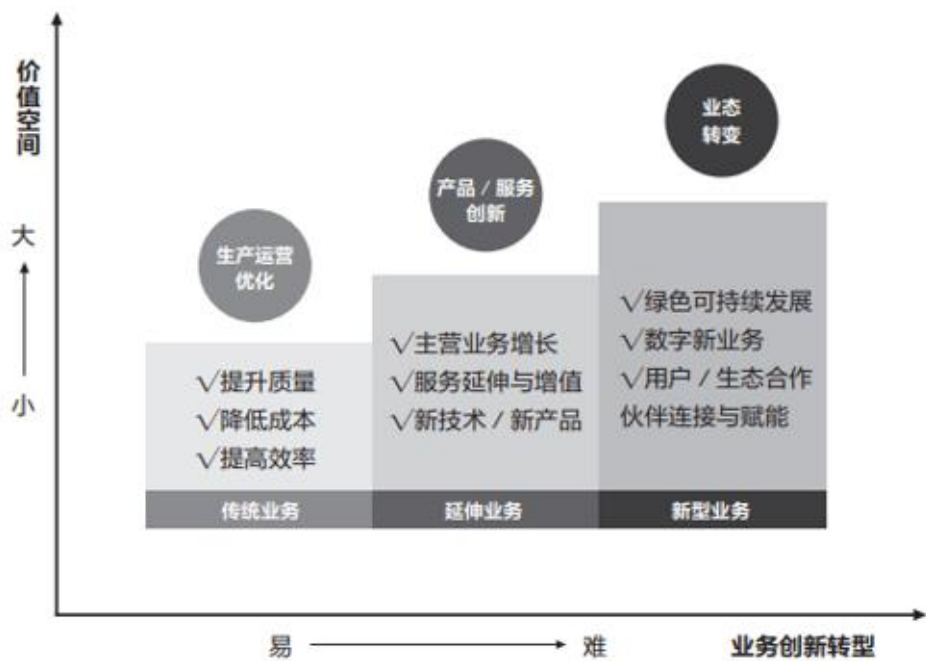 价值空间
大
小
业态
转变
产品 / 服务
创新
生产运营
优化
√提升质量
√降低成本
√提高效率
传统业务
√主营业务增长
√服务延伸与增值
√新技术 / 新产品
延伸业务
√绿色可持续发展
√数字新业务
√用户 / 生态合作
伙伴连接与赋能
新型业务
易
难
业务创新转型